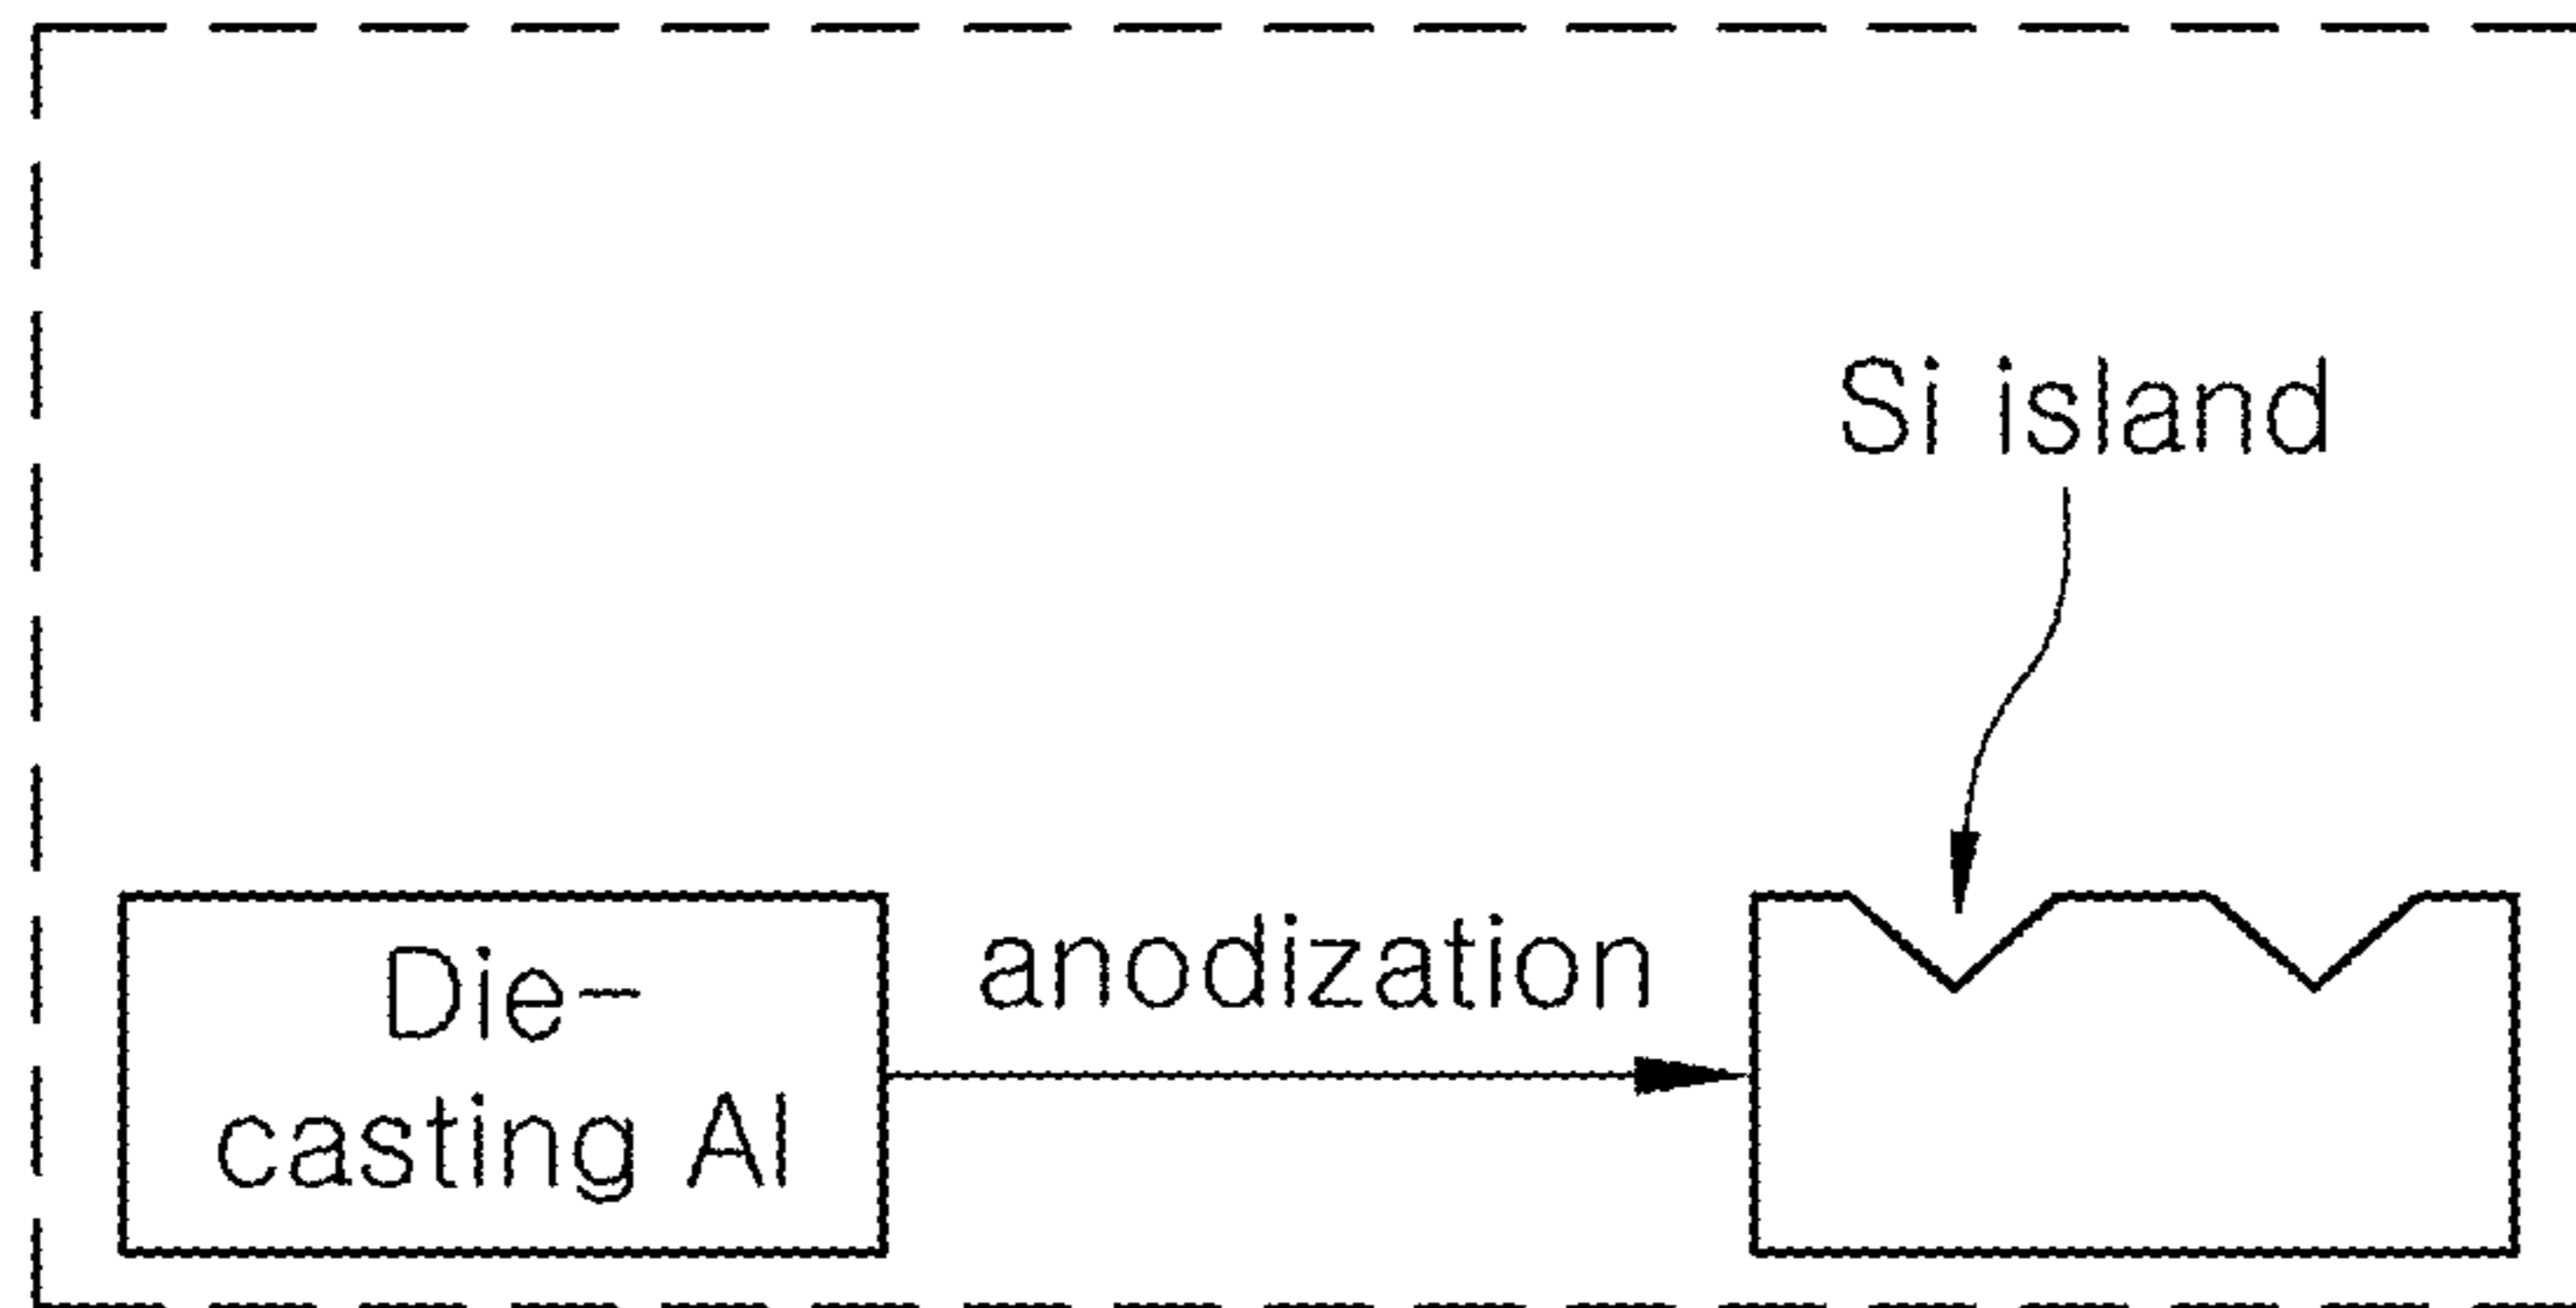 Si island
Die-
casting Al
anodization